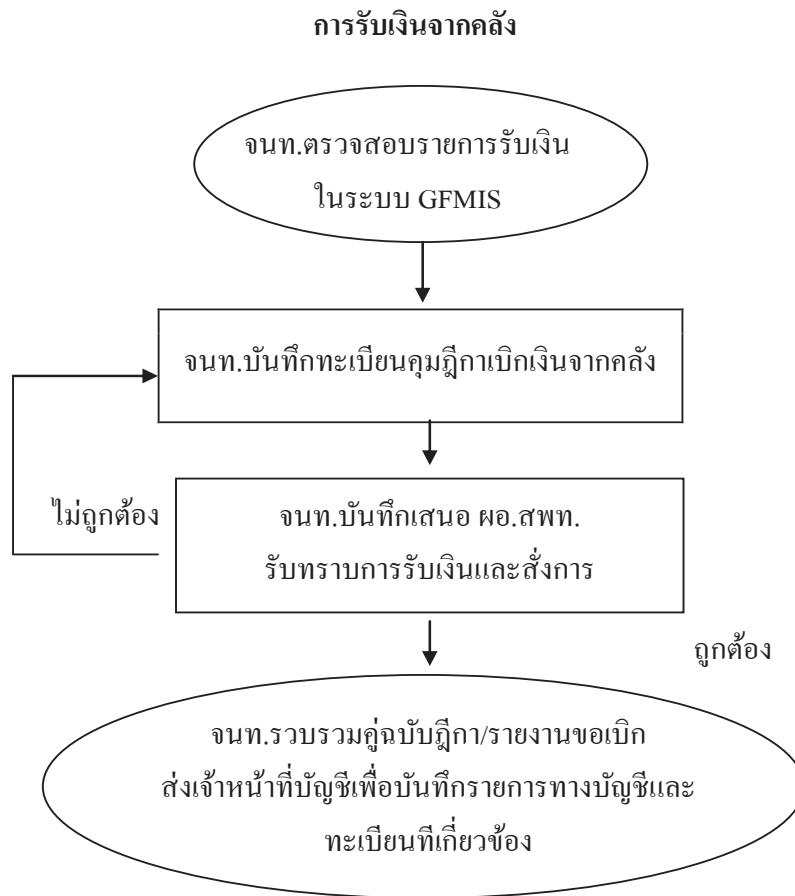 การรับเงินจากคลัง
จนท.ตรวจสอบรายการรับเงิน
ในระบบ GFMIS
จนท.บันทึกทะเบียนคุมฎีกาเบิกเงินจากคลัง
ไม่ถูกต้อง
จนท.บันทึกเสนอ ผอ.สพท.
รับทราบการรับเงินและสั่งการ
ถูกต้อง
จนท.รวบรวมคู่ฉบับฎีกา/รายงานขอเบิก
ส่งเจ้าหน้าที่บัญชีเพื่อบันทึกรายการทางบัญชีและ
ทะเบียนทีเกี่ยวข้อง